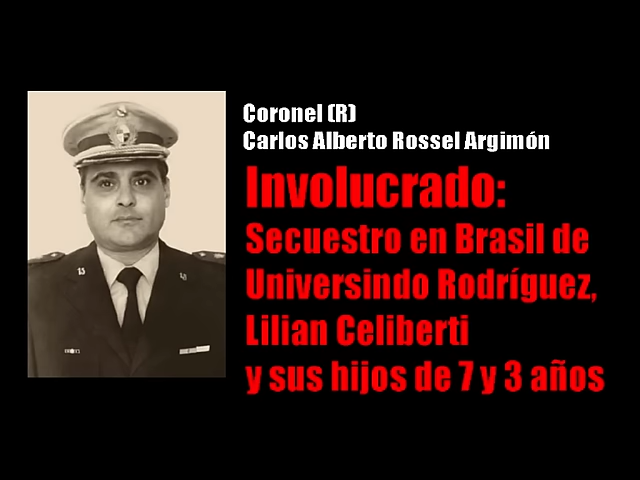 Coronel (R)
Carlos Alberto Rossel Argimón
Involucrado:
Secuestro en Brasil de
Universindo Rodríguez,
Lilian Celiberti
y sus hijos de 7 y 3 años